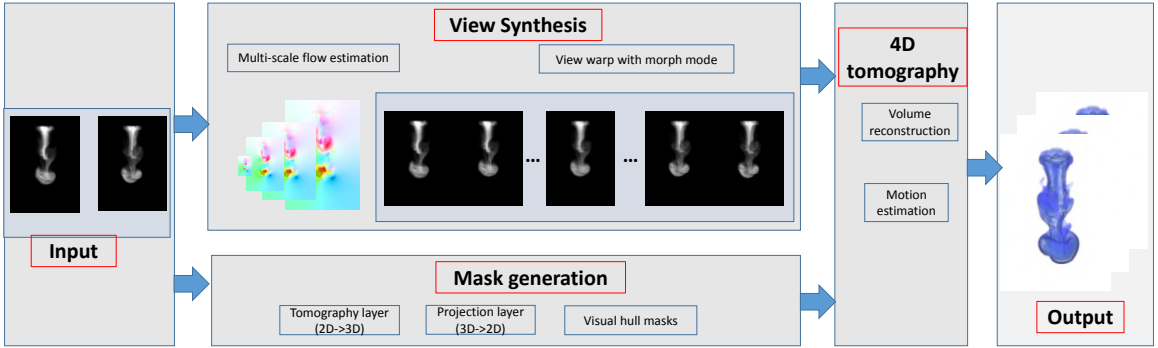 Input
View Synthesis
Multi-scale flow estimation
View warp with morph mode
...
...
Mask generation
Tomography layer
(2D->3D)
Projection layer
(3D->2D)
Visual hull masks
4D
tomography
Volume
reconstruction
Motion
estimation
Output